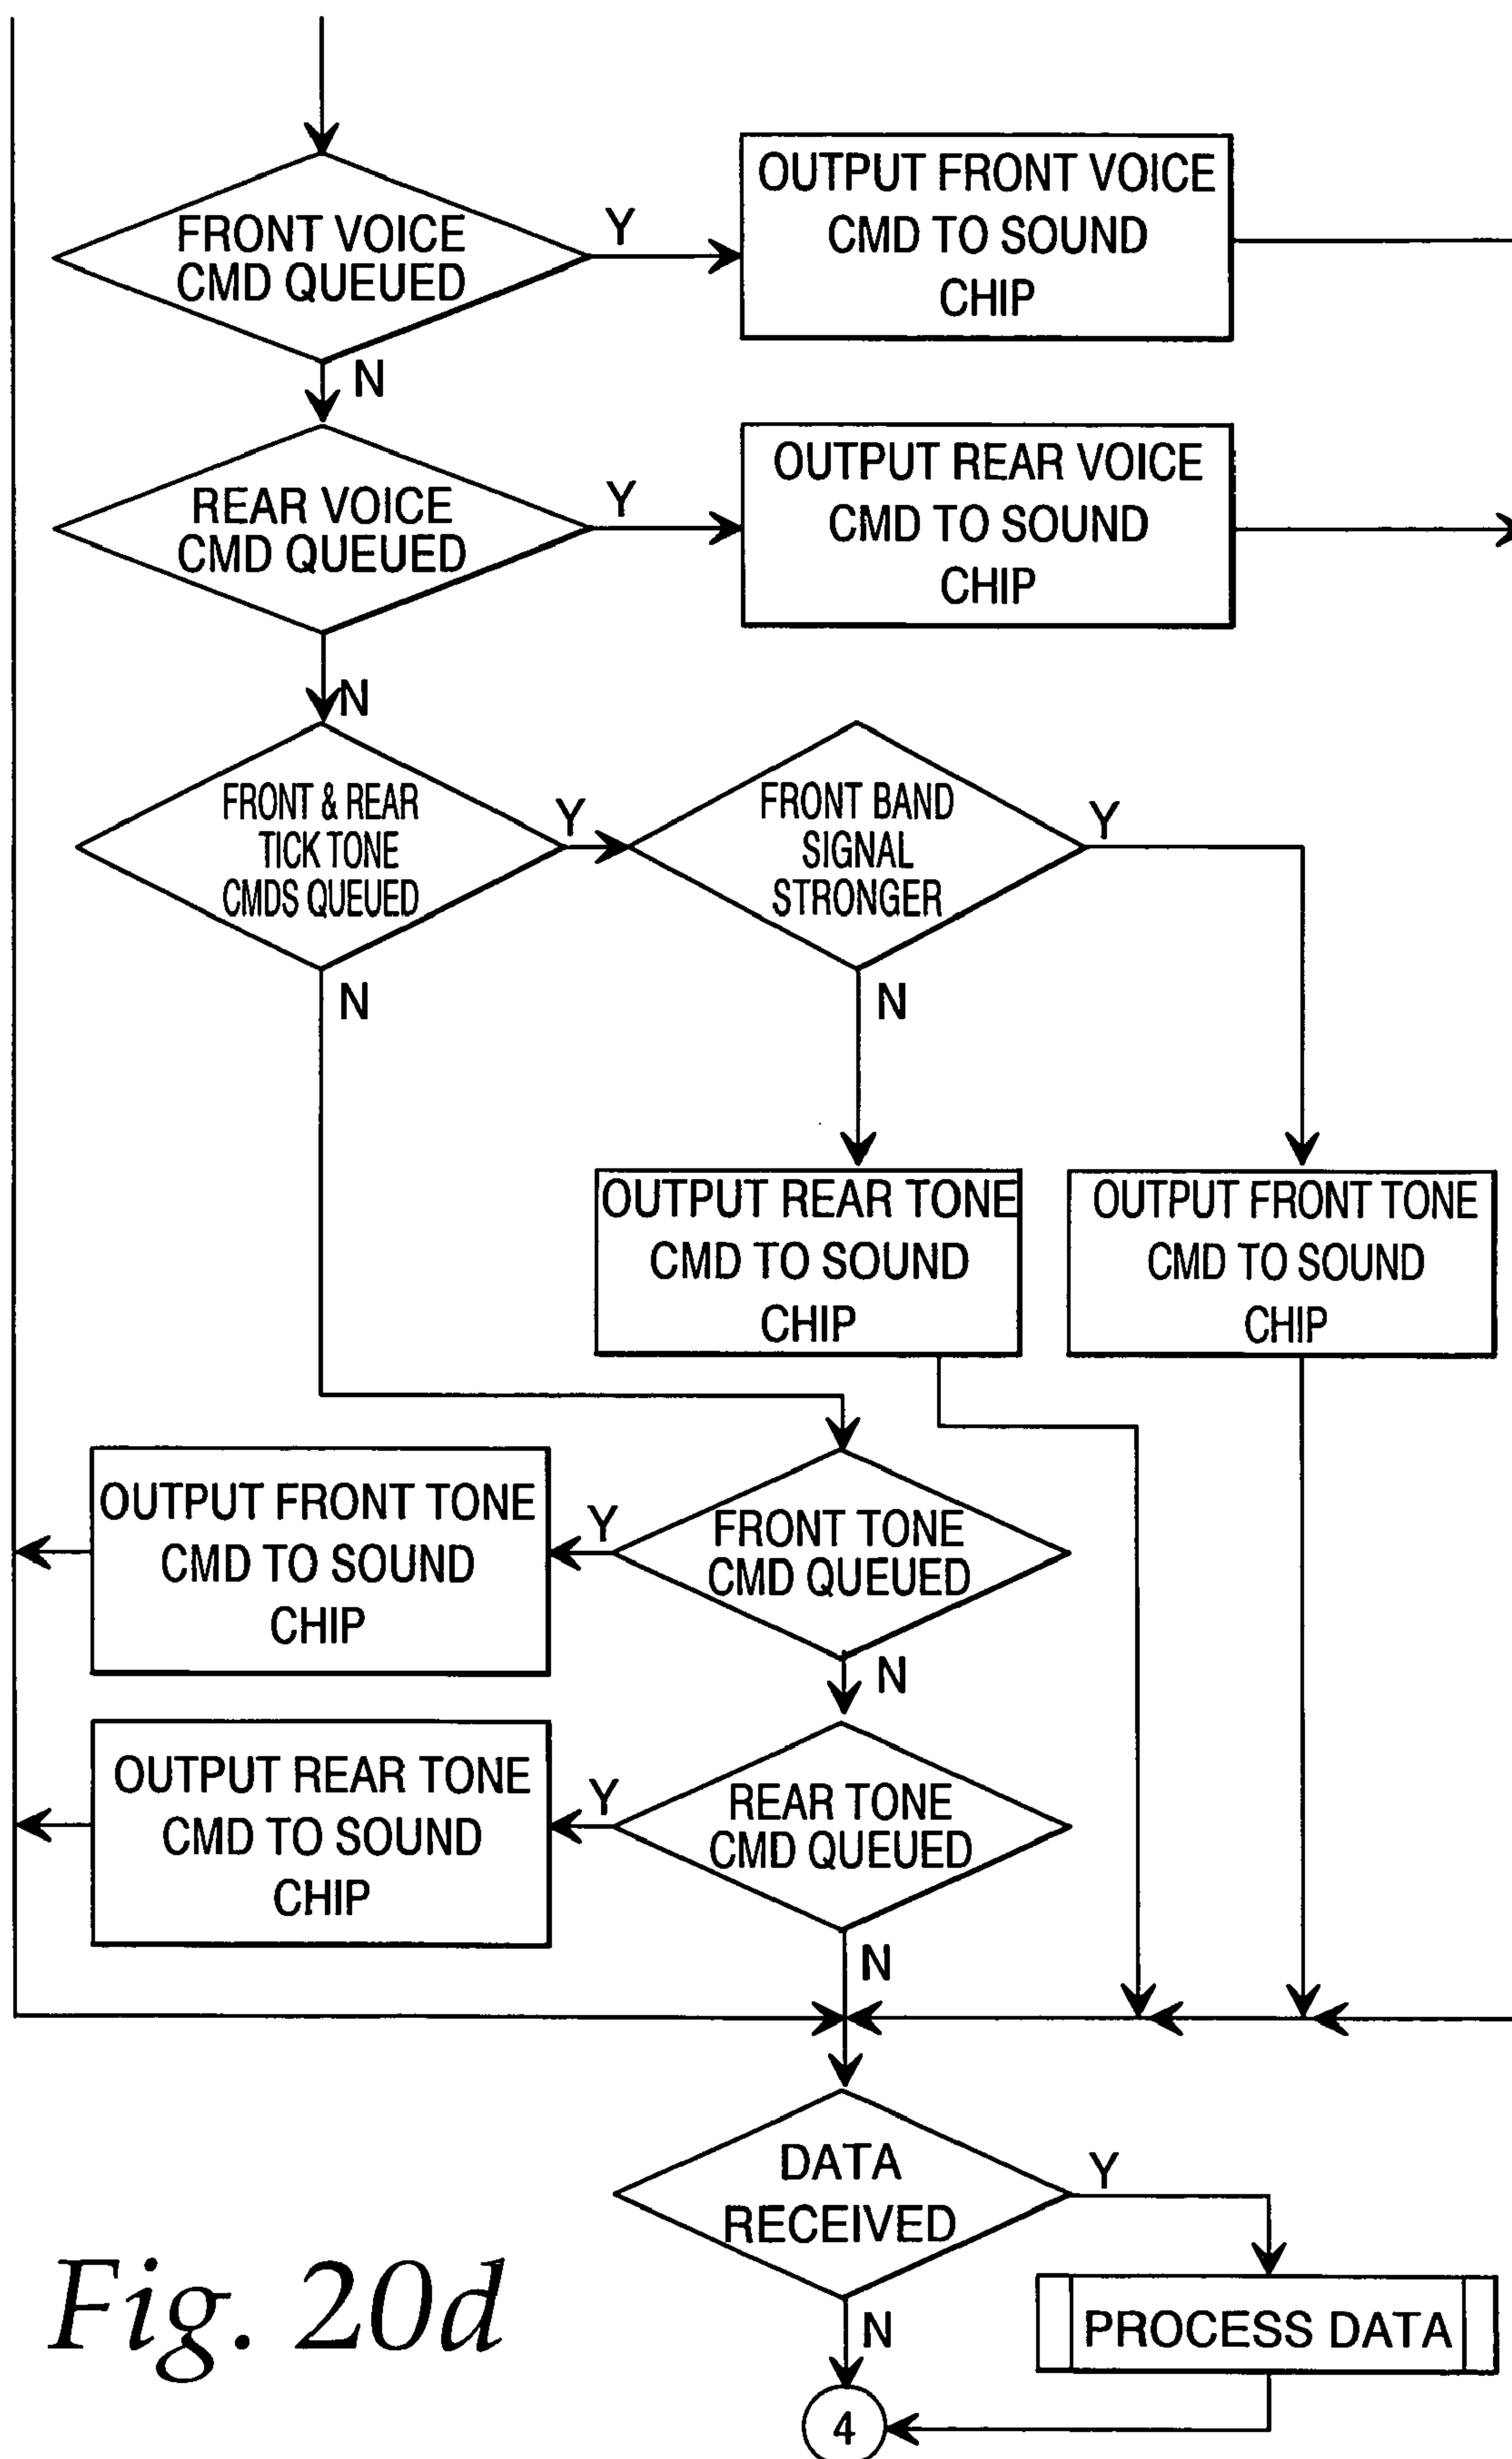 FRONT VOICE
CMD QUEUED
Y
OUTPUT FRONT VOICE
CMD TO SOUND
CHIP
N
REAR VOICE
CMD QUEUED
Y
OUTPUT REAR VOICE
CMD TO SOUND
CHIP
N
FRONT & REAR
TICK TONE
CMDS QUEUED
Y
FRONT BAND
SIGNAL
STRONGER
Y
N
N
OUTPUT REAR TONE
CMD TO SOUND
CHIP
OUTPUT FRONT TONE
CMD TO SOUND
CHIP
OUTPUT FRONT TONE
CMD TO SOUND
CHIP
Y
FRONT TONE
CMD QUEUED
N
OUTPUT REAR TONE
CMD TO SOUND
CHIP
Y
REAR TONE
CMD QUEUED
N
DATA
RECEIVED
Y
N
PROCESS DATA
4
Fig. 20d